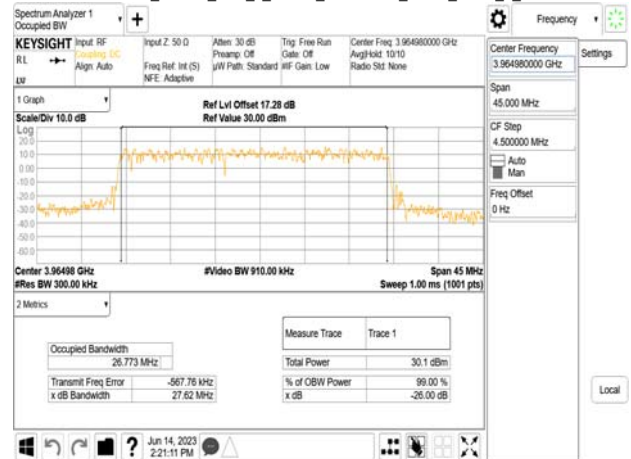 Spectrum Analyzer 1
Occupied BW
+
Frequency
KEYSIGHT
RL
LV
Input: RF
Coupling: DC
Align: Auto
Input Z: 50 Ω
Freq Ref: Int (S)
NFE: Adaptive
Atten: 30 dB
Preamp: Off
µW Path: Standard
Trig: Free Run
Gate: Off
#IF Gain: Low
Center Freq: 3.964980000 GHz
Avg|Hold: 10/10
Radio Std: None
Center Frequency
3.964980000 GHz
Settings
Span
45.000 MHz
CF Step
4.500000 MHz
Auto
Man
Freq Offset
0 Hz
Local
1 Graph
Scale/Div 10.0 dB
Ref Lvl Offset 17.28 dB
Ref Value 30.00 dBm
Log
20.0
10.0
0.00
-10.0
-20.0
-30.0
-40.0
-50.0
-60.0
Center 3.96498 GHz
#Video BW 910.00 kHz
Span 45 MHz
#Res BW 300.00 kHz
Sweep 1.00 ms (1001 pts)
2 Metrics
Measure Trace Trace 1
Occupied Bandwidth
26.773 MHz
Total Power 30.1 dBm
Transmit Freq Error -567.76 kHz
% of OBW Power 99.00 %
x dB Bandwidth 27.62 MHz
x dB -26.00 dB
?
Jun 14, 2023
2:21:11 PM